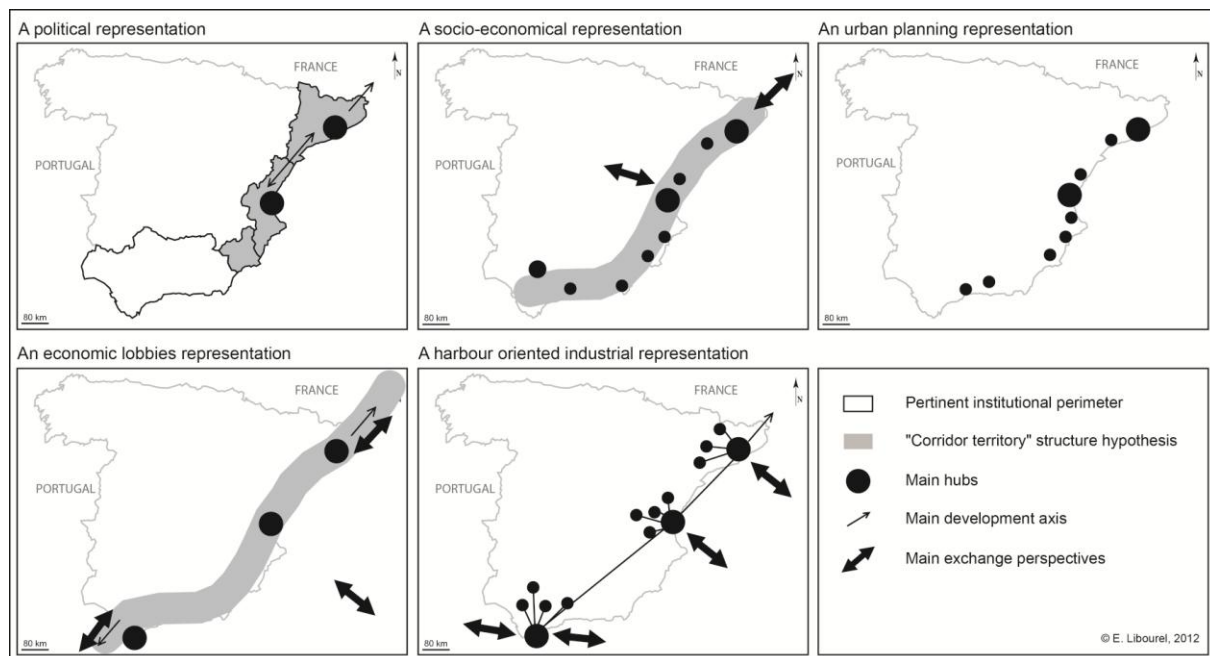 A political representation
FRANCE
N
PORTUGAL
80 km
A socio-economical representation
FRANCE
N
PORTUGAL
80 km
An urban planning representation
FRANCE
N
PORTUGAL
80 km
An economic lobbies representation
FRANCE
N
PORTUGAL
80 km
A harbour oriented industrial representation
FRANCE
N
PORTUGAL
80 km
Pertinent institutional perimeter
"Corridor territory" structure hypothesis
Main hubs
Main development axis
Main exchange perspectives
© E. Libourel, 2012